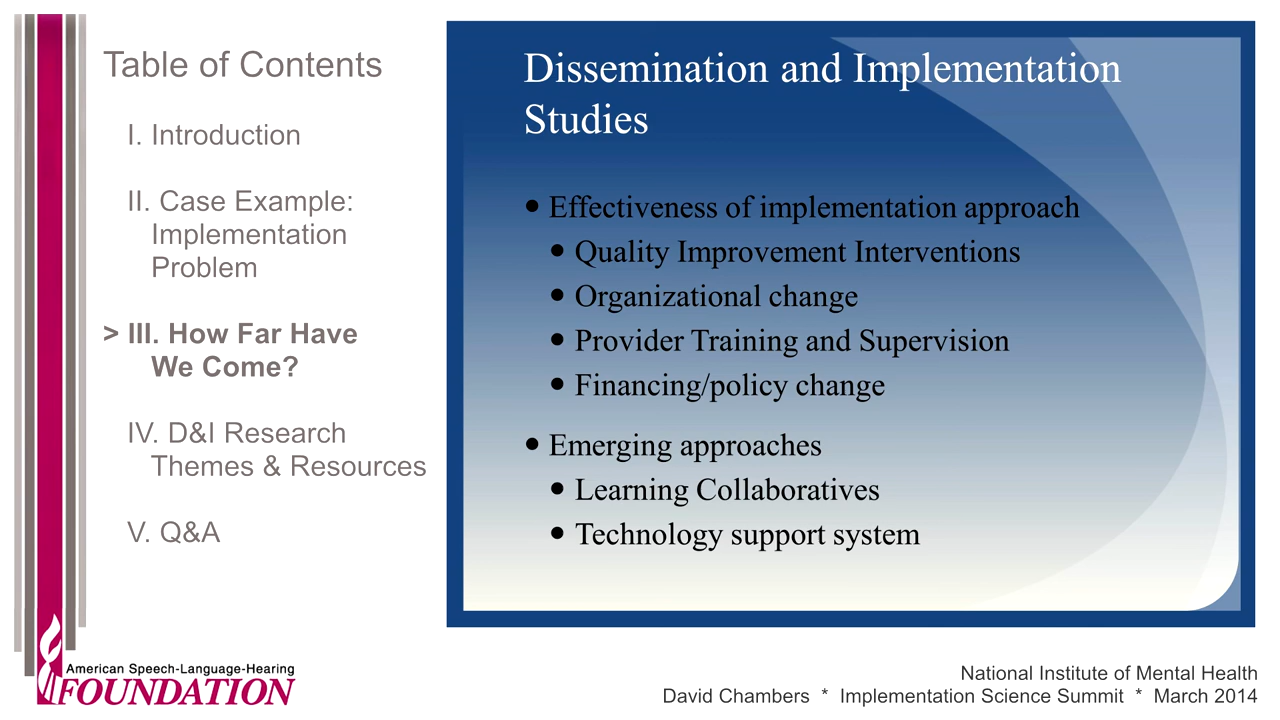 Table of Contents
I. Introduction
II. Case Example:
Implementation
Problem
> III. How Far Have
We Come?
IV. D&I Research
Themes & Resources
V. Q&A
Dissemination and Implementation
Studies
• Effectiveness of implementation approach
• Quality Improvement Interventions
• Organizational change
• Provider Training and Supervision
• Financing/policy change
• Emerging approaches
• Learning Collaboratives
• Technology support system
American Speech-Language-Hearing
FOUNDATION
National Institute of Mental Health
David Chambers * Implementation Science Summit * March 2014